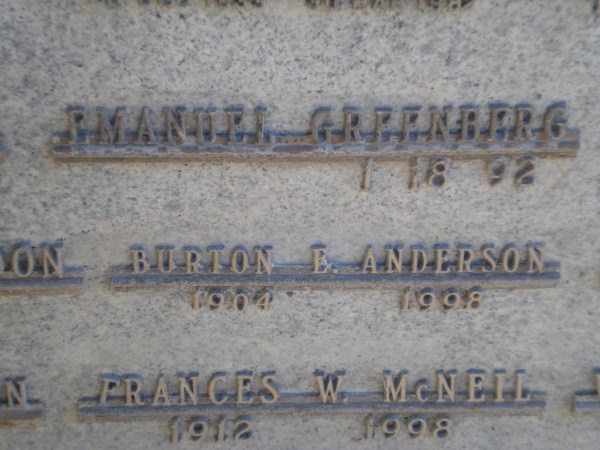 EMANUEL GREENBERG
1 18 92
BURTON E. ANDERSON
1904 1998
FRANCES W. McNEIL
1912 1998